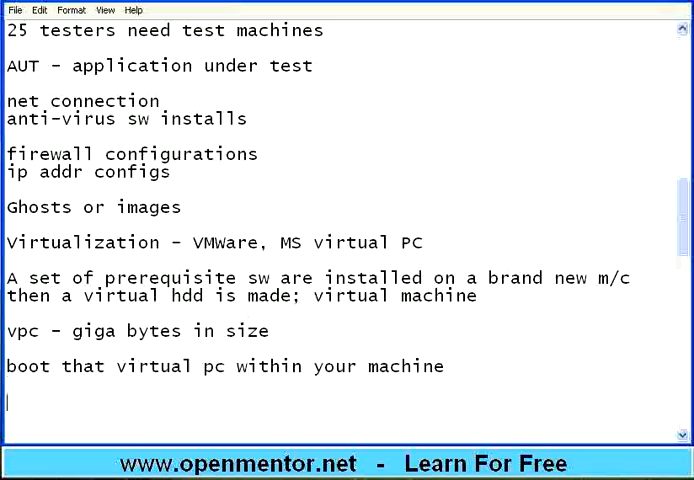 File Edit Format View Help
25 testers need test machines
AUT - application under test
net connection
anti-virus sw installs
firewall configurations
ip addr configs
Ghosts or images
Virtualization - VMWare, MS virtual PC
A set of prerequisite sw are installed on a brand new m/c
then a virtual hdd is made; virtual machine
vpc - giga bytes in size
boot that virtual pc within your machine
www.openmentor.net - Learn For Free